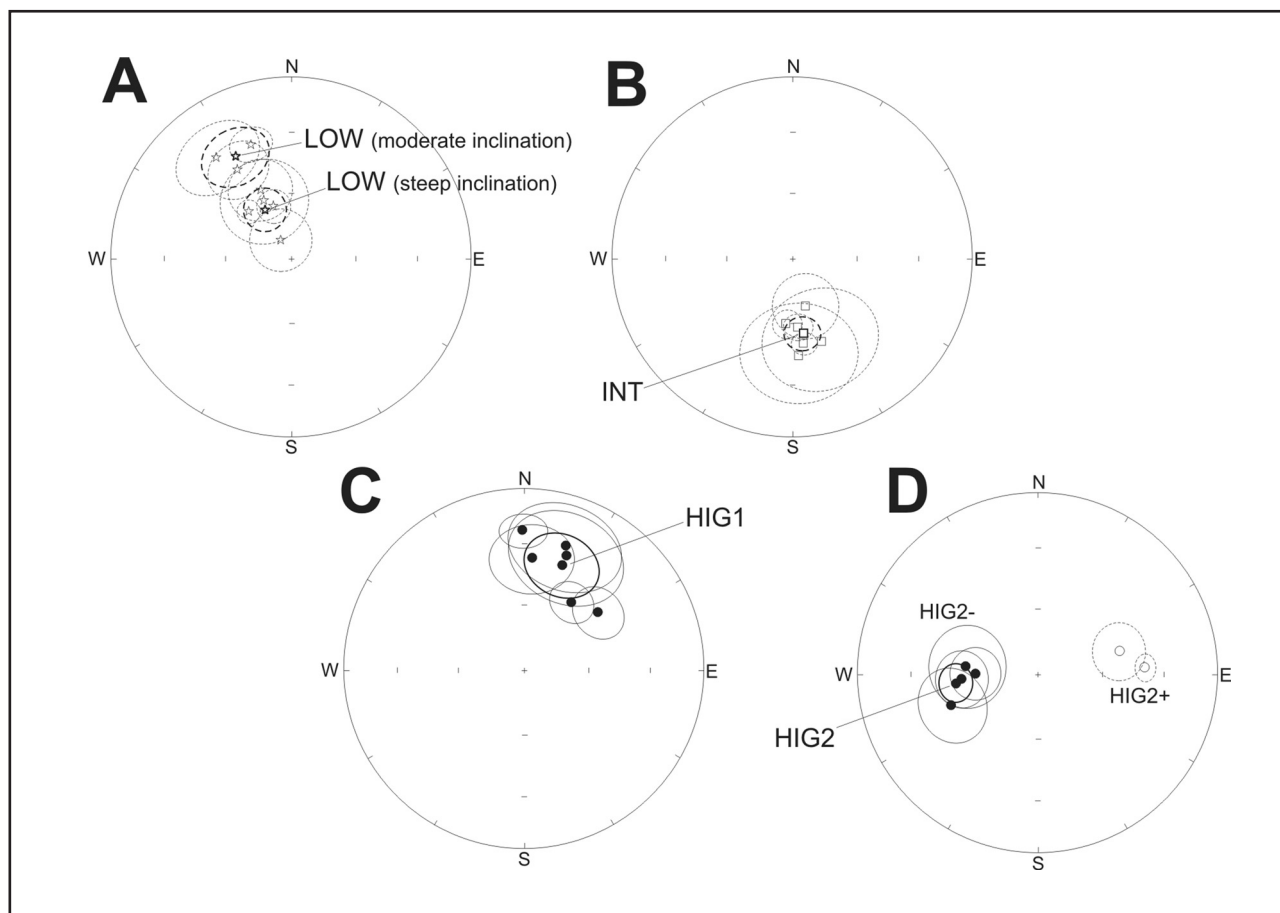 A
N
LOW (moderate inclination)
LOW (steep inclination)
W
E
S
B
N
W
E
INT
S
C
N
HIG1
W
E
S
D
N
HIG2-
W
E
HIG2+
HIG2
S